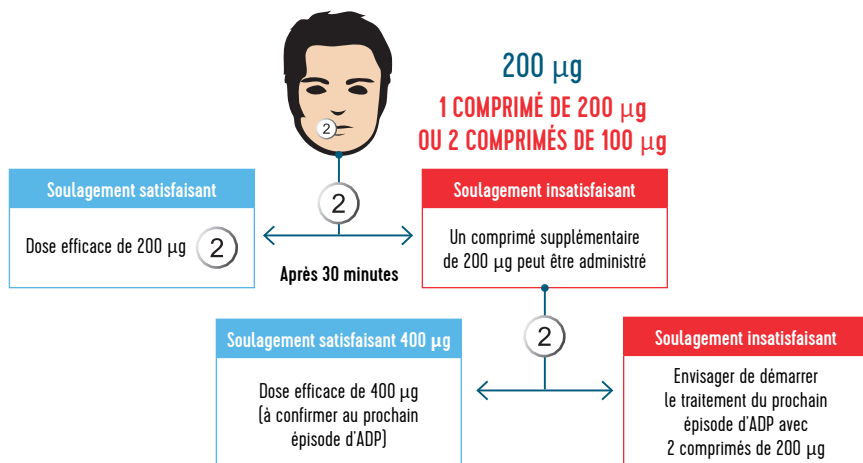 200 µg
1 COMPRIMÉ DE 200 µg
OU 2 COMPRIMÉS DE 100 µg
2
Soulagement satisfaisant
Dose efficace de 200 µg
2
2
Après 30 minutes
Soulagement insatisfaisant
Un comprimé supplémentaire
de 200 µg peut être administré
2
Soulagement satisfaisant 400 µg
Dose efficace de 400 µg
(à confirmer au prochain
épisode d'ADP)
Soulagement insatisfaisant
Envisager de démarrer
le traitement du prochain
épisode d'ADP avec
2 comprimés de 200 µg